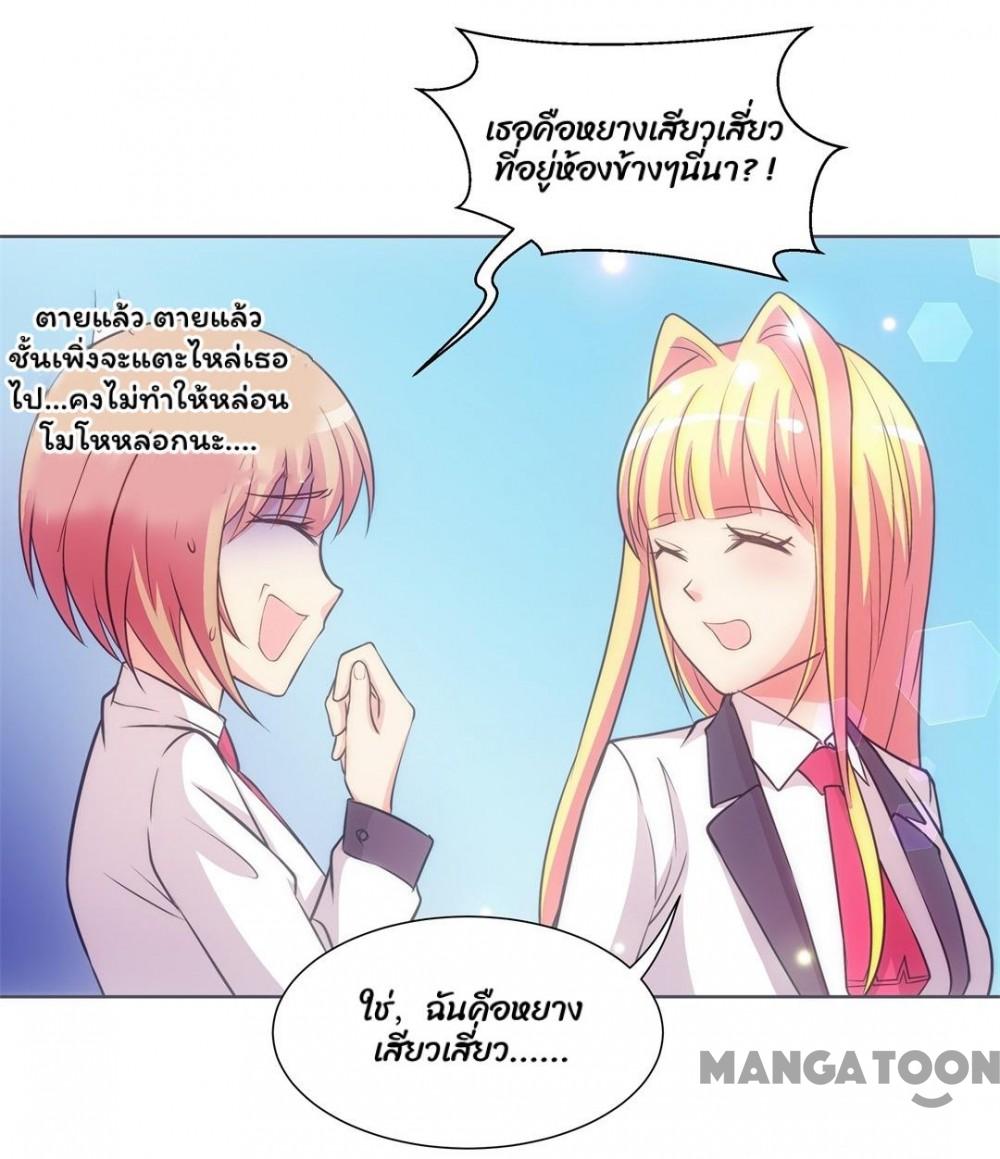 เธอคือหยางเสียวเสี่ยว
ที่อยู่ห้องข้างๆนี่นา?!
ตายแล้ว ตายแล้ว
ชั้นเพิ่งจะแตะไหล่เธอ
ไป...คงไม่ทำให้หล่อน
โมโหหลอกนะ....
ใช่, ฉันคือหยาง
เสียวเสี่ยว......
MANGATOON